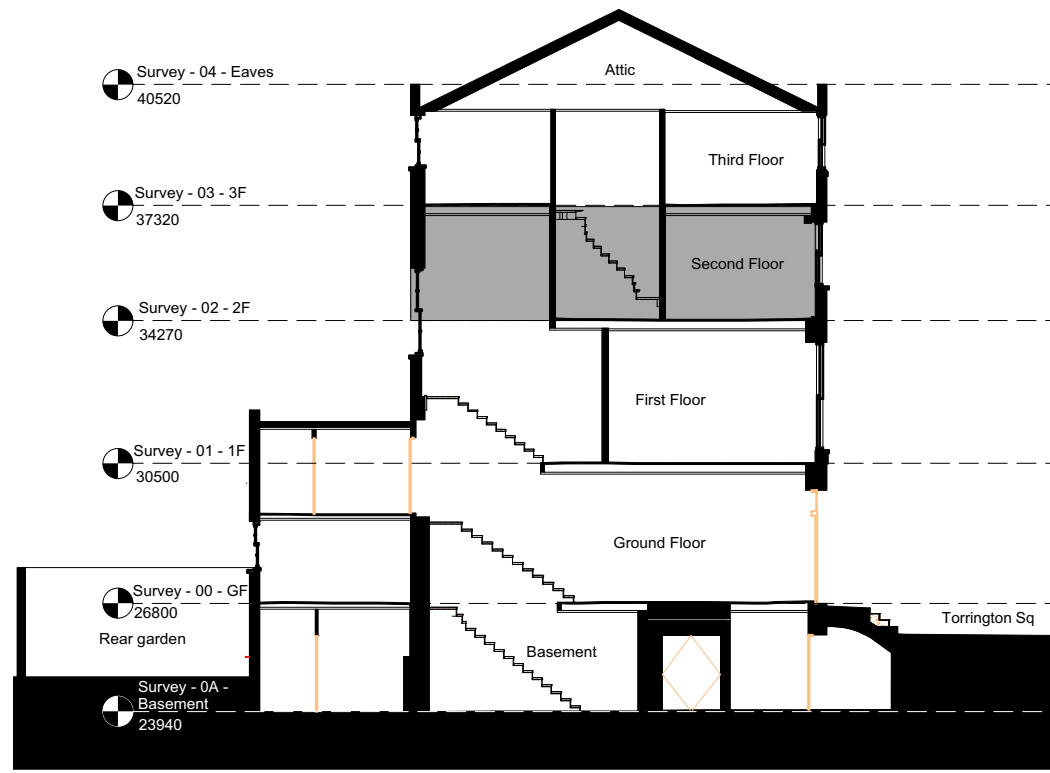 Survey - 04 - Eaves
40520
Attic
Third Floor
Survey - 03 - 3F
37320
Second Floor
Survey - 02 - 2F
34270
First Floor
Survey - 01 - 1F
30500
Ground Floor
Survey - 00 - GF
26800
Torrington Sq
Rear garden
Basement
Survey - 0A -
Basement
23940